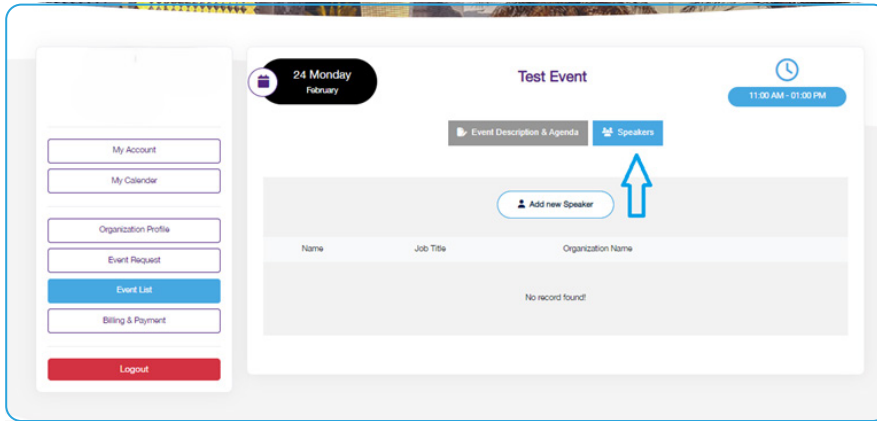 24 Monday
February
Test Event
11:00 AM - 01:00 PM
Event Description & Agenda
Speakers
My Account
My Calender
Organization Profile
Event Request
Event List
Billing & Payment
Logout
Add new Speaker
Name Job Title Organization Name
No record found!